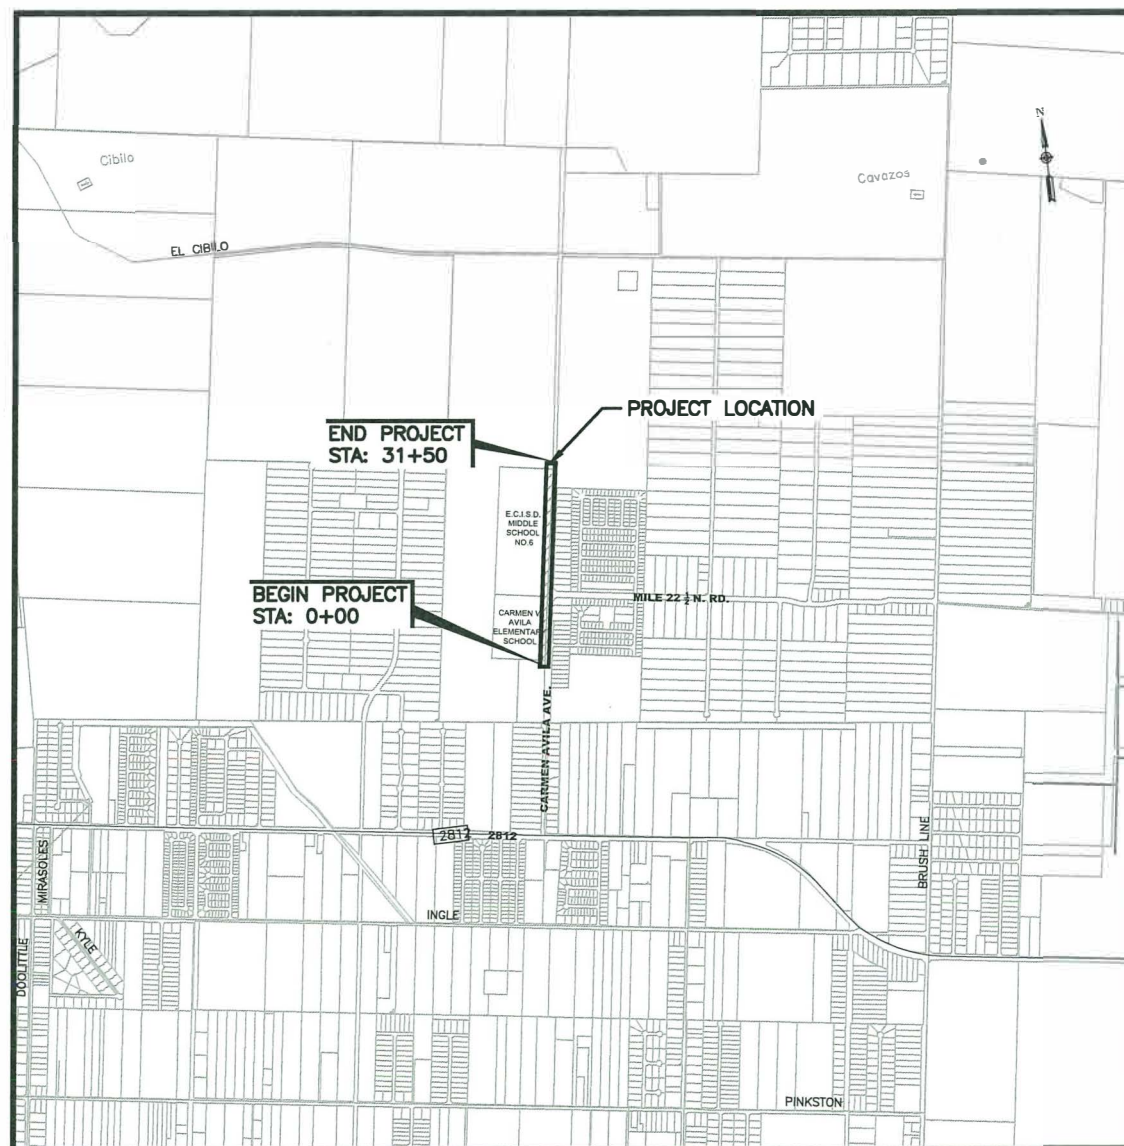 N
Cibilo
Cavazos
EL CIBILO
PROJECT LOCATION
END PROJECT
STA: 31+50
E.C.I.S.D.
MIDDLE
SCHOOL
NO.6
BEGIN PROJECT
STA: 0+00
MILE 22 ½ N. RD.
CARMEN V.
AVILA
ELEMENTARY
SCHOOL
CARMEN AVILA AVE.
2812 2812
MIRASOLES
BRUSH LINE
INGLE
KYLE
DOOLITTLE
PINKSTON